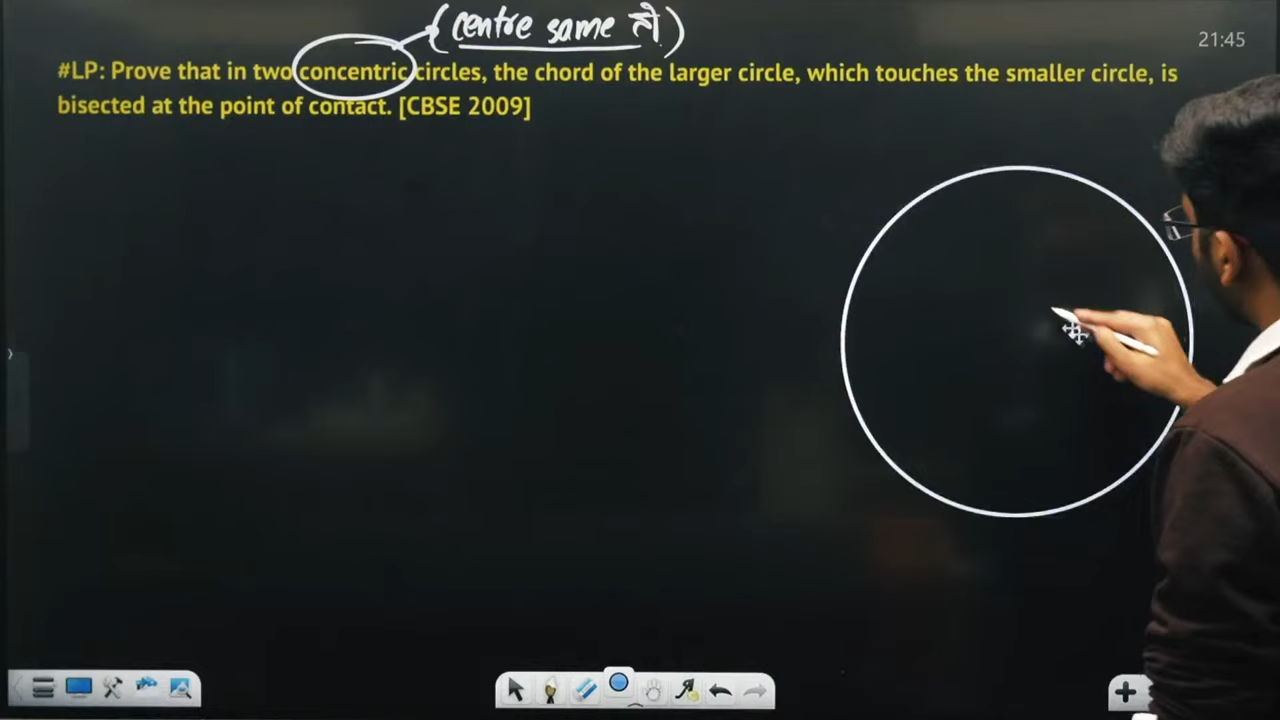 (centre same हो)
21:45
#LP: Prove that in two concentric circles, the chord of the larger circle, which touches the smaller circle, is
bisected at the point of contact. [CBSE 2009]